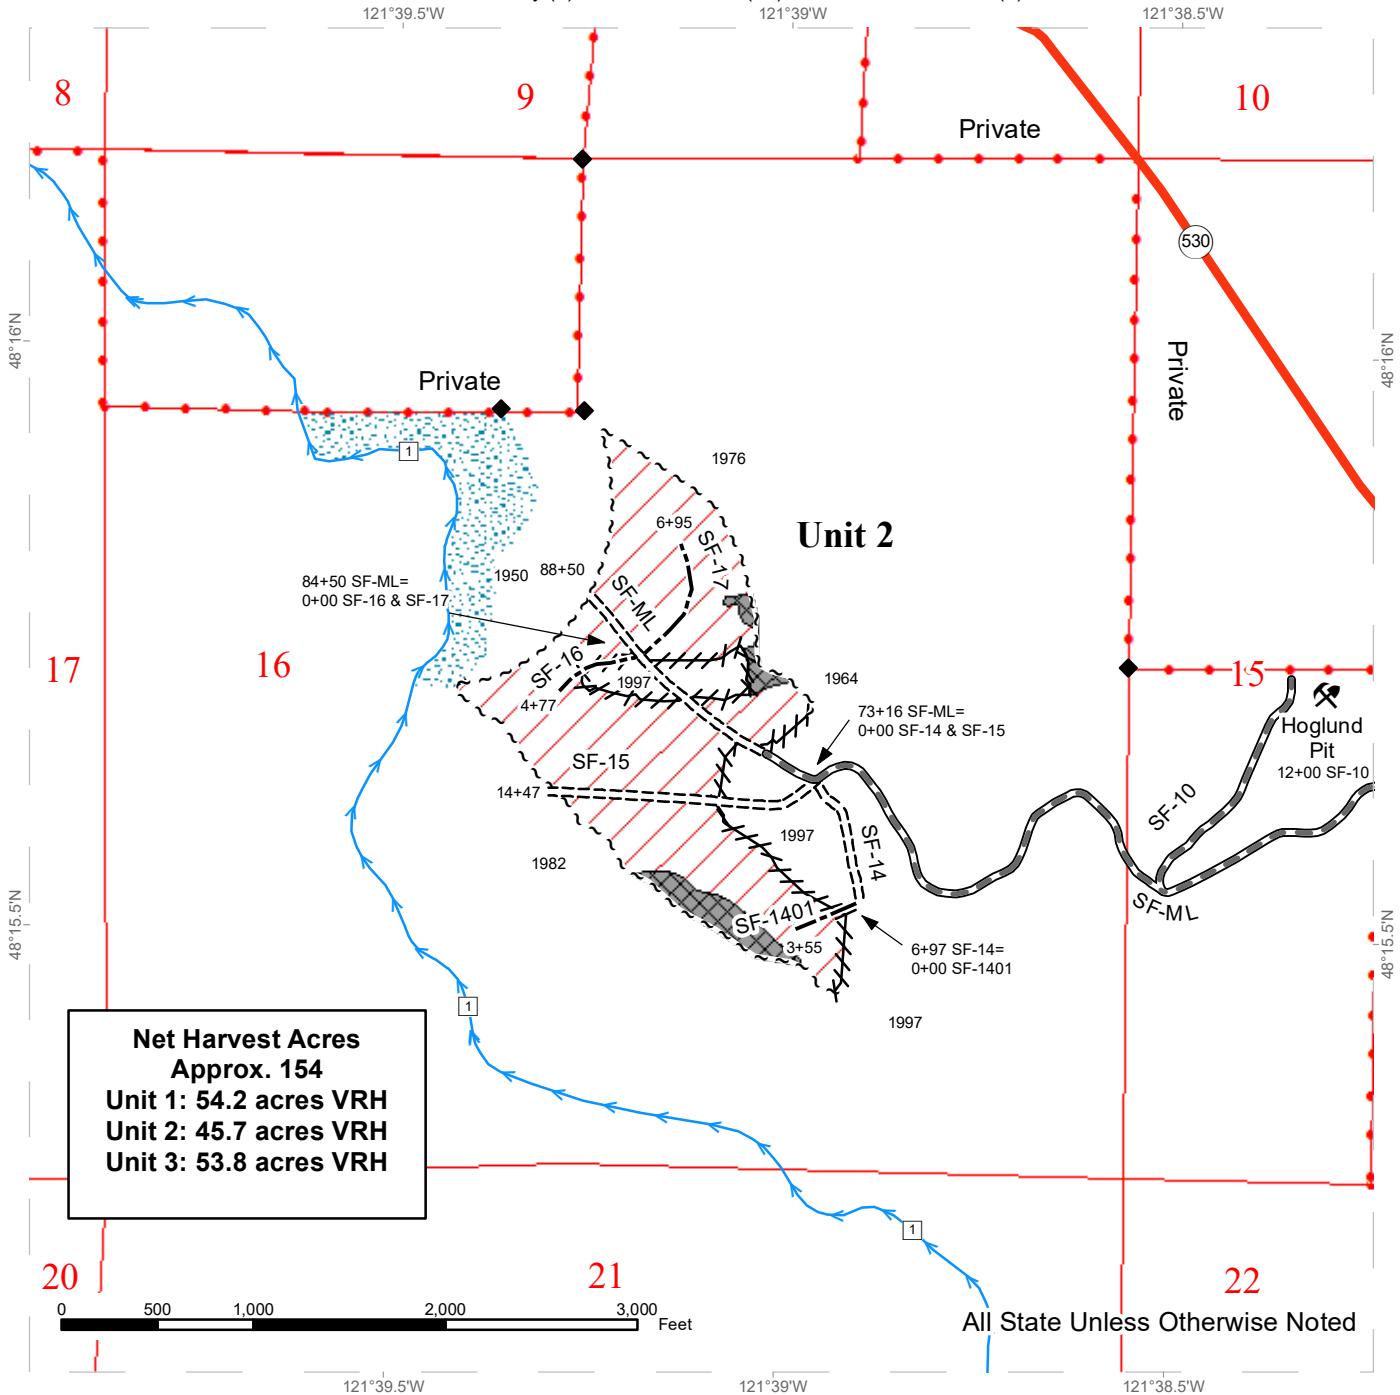 121°39.5'W
121°39'W
121°38.5'W
8
9
10
Private
530
48°16'N
48°16'N
Private
Private
1
1976
6+95
Unit 2
SF-17
84+50 SF-ML=
0+00 SF-16 & SF-17
1950
88+50
SF-ML
17
16
SF-16
1997
4+77
1964
15
73+16 SF-ML=
0+00 SF-14 & SF-15
Hoglund
Pit
12+00 SF-10
SF-15
14+47
SF-10
1997
SF-14
1982
SF-ML
SF-1401
3+55
6+97 SF-14=
0+00 SF-1401
48°15.5'N
48°15.5'N
1
1997
Net Harvest Acres
Approx. 154
Unit 1: 54.2 acres VRH
Unit 2: 45.7 acres VRH
Unit 3: 53.8 acres VRH
1
20
21
22
0
500
1,000
2,000
3,000
Feet
All State Unless Otherwise Noted
121°39.5'W
121°39'W
121°38.5'W